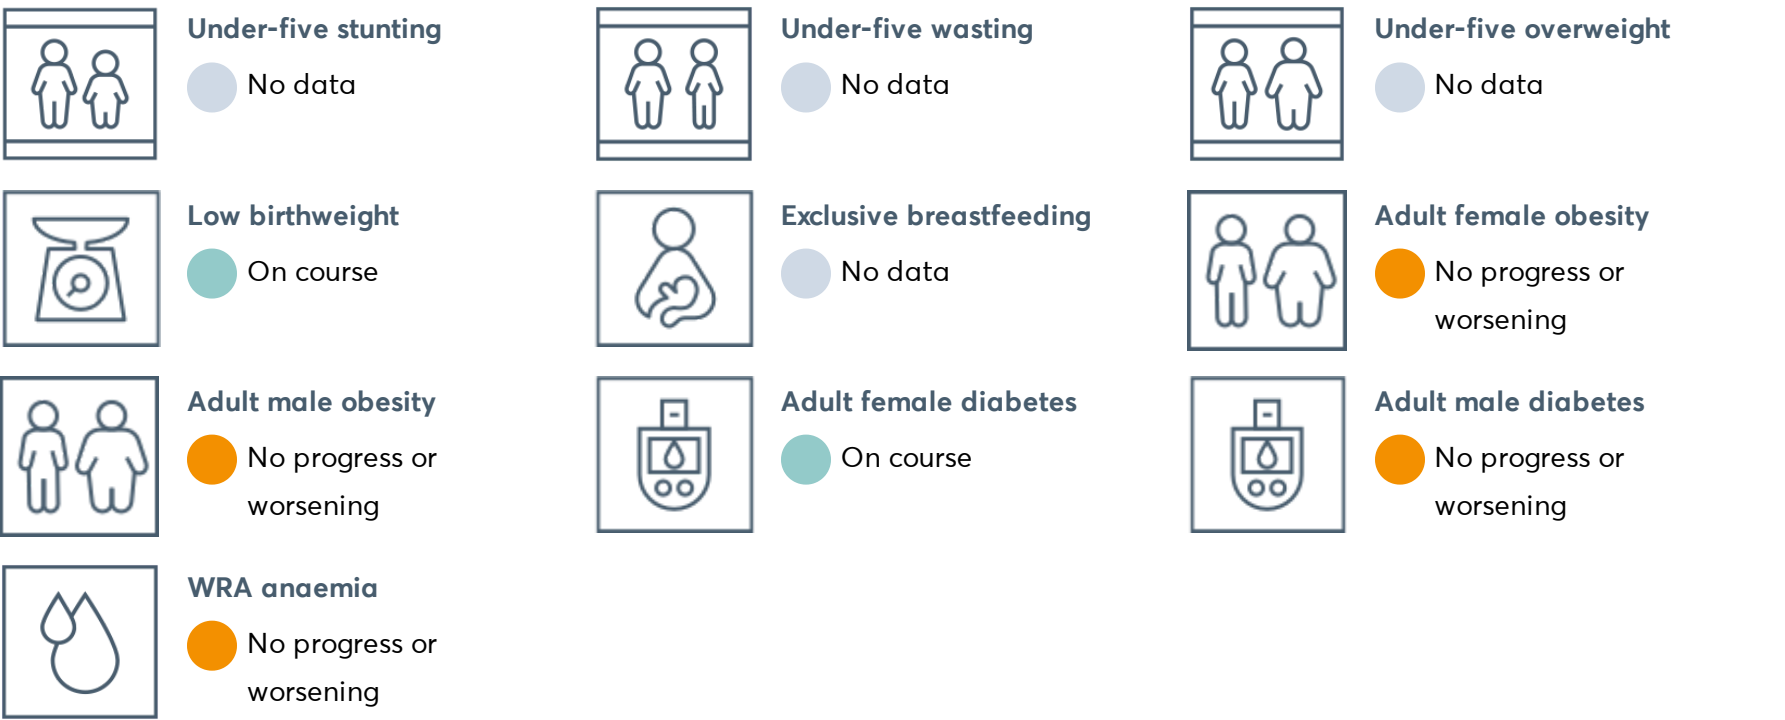 Under-five stunting
No data
Under-five wasting
No data
Under-five overweight
No data
Low birthweight
On course
Exclusive breastfeeding
No data
Adult female obesity
No progress or
worsening
Adult male obesity
No progress or
worsening
Adult female diabetes
On course
Adult male diabetes
No progress or
worsening
WRA anaemia
No progress or
worsening